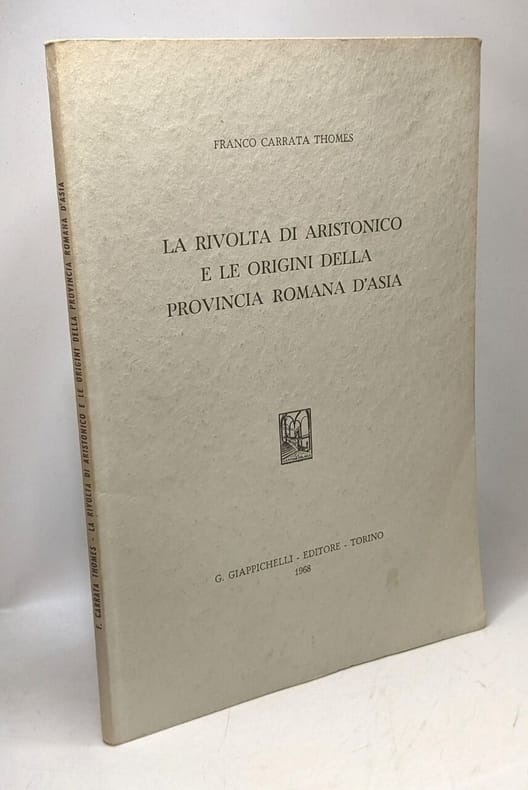 FRANCO CARRATA THOMES
LA RIVOLTA DI ARISTONICO
E LE ORIGINI DELLA
PROVINCIA ROMANA D'ASIA
G. GIAPPICHELLI - EDITORE - TORINO
1968
F. CARRATA THOMES - LA RIVOLTA DI ARISTONICO E LE ORIGINI DELLA PROVINCIA ROMANA D'ASIA